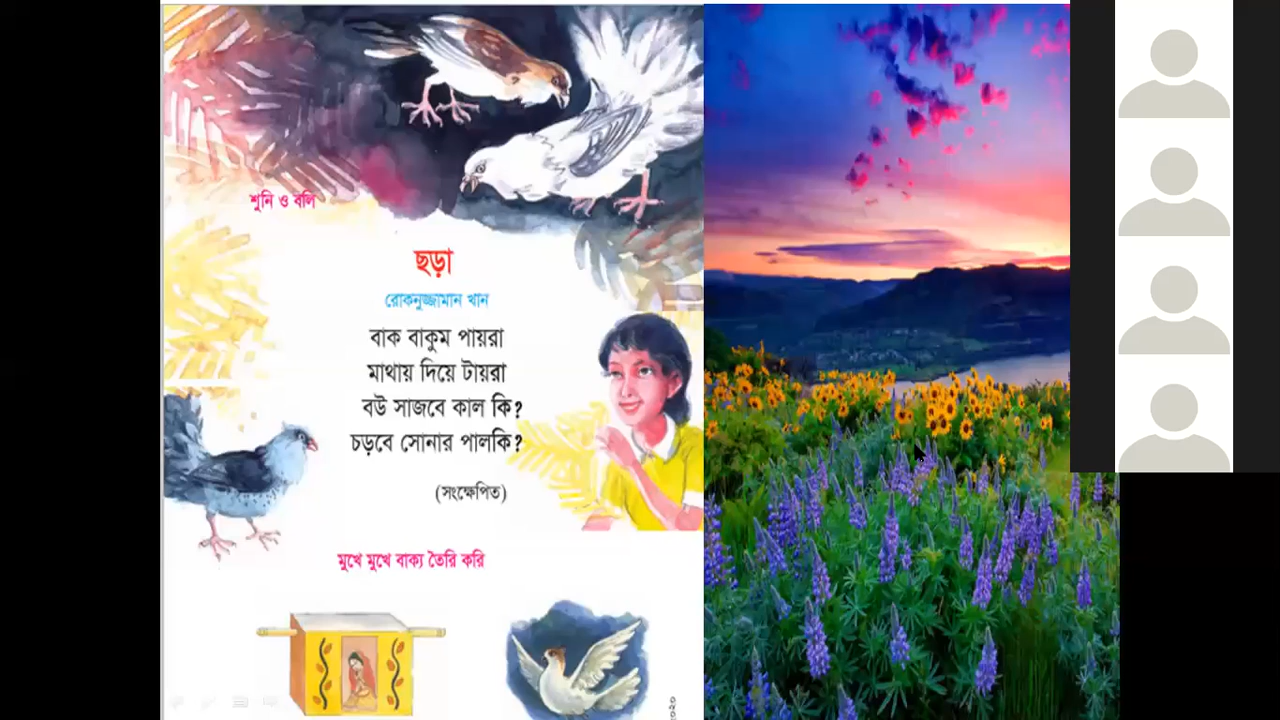 শুনি ও বলি
ছড়া
রোকনুজ্জামান খান
বাক বাকুম পায়রা
মাথায় দিয়ে টায়রা
বউ সাজবে কাল কি?
চড়বে সোনার পালকি?
(সংক্ষেপিত)
মুখে মুখে বাক্য তৈরি করি